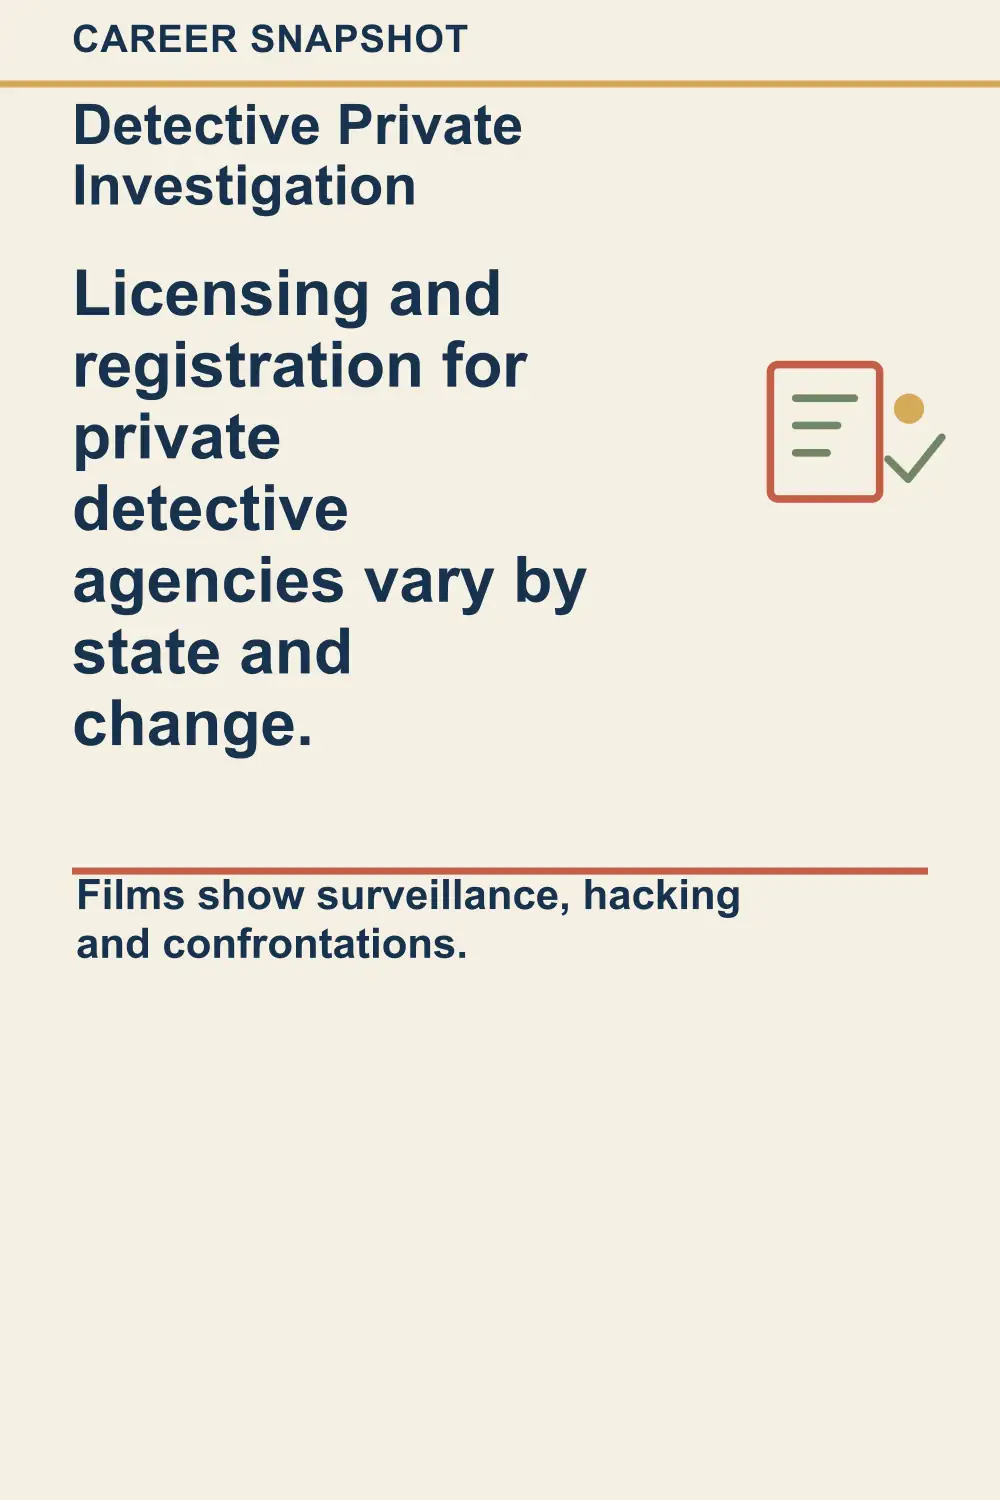 CAREER SNAPSHOT
Detective Private
Investigation
Licensing and
registration for
private
detective
agencies vary by
state and
change.
Films show surveillance, hacking
and confrontations.